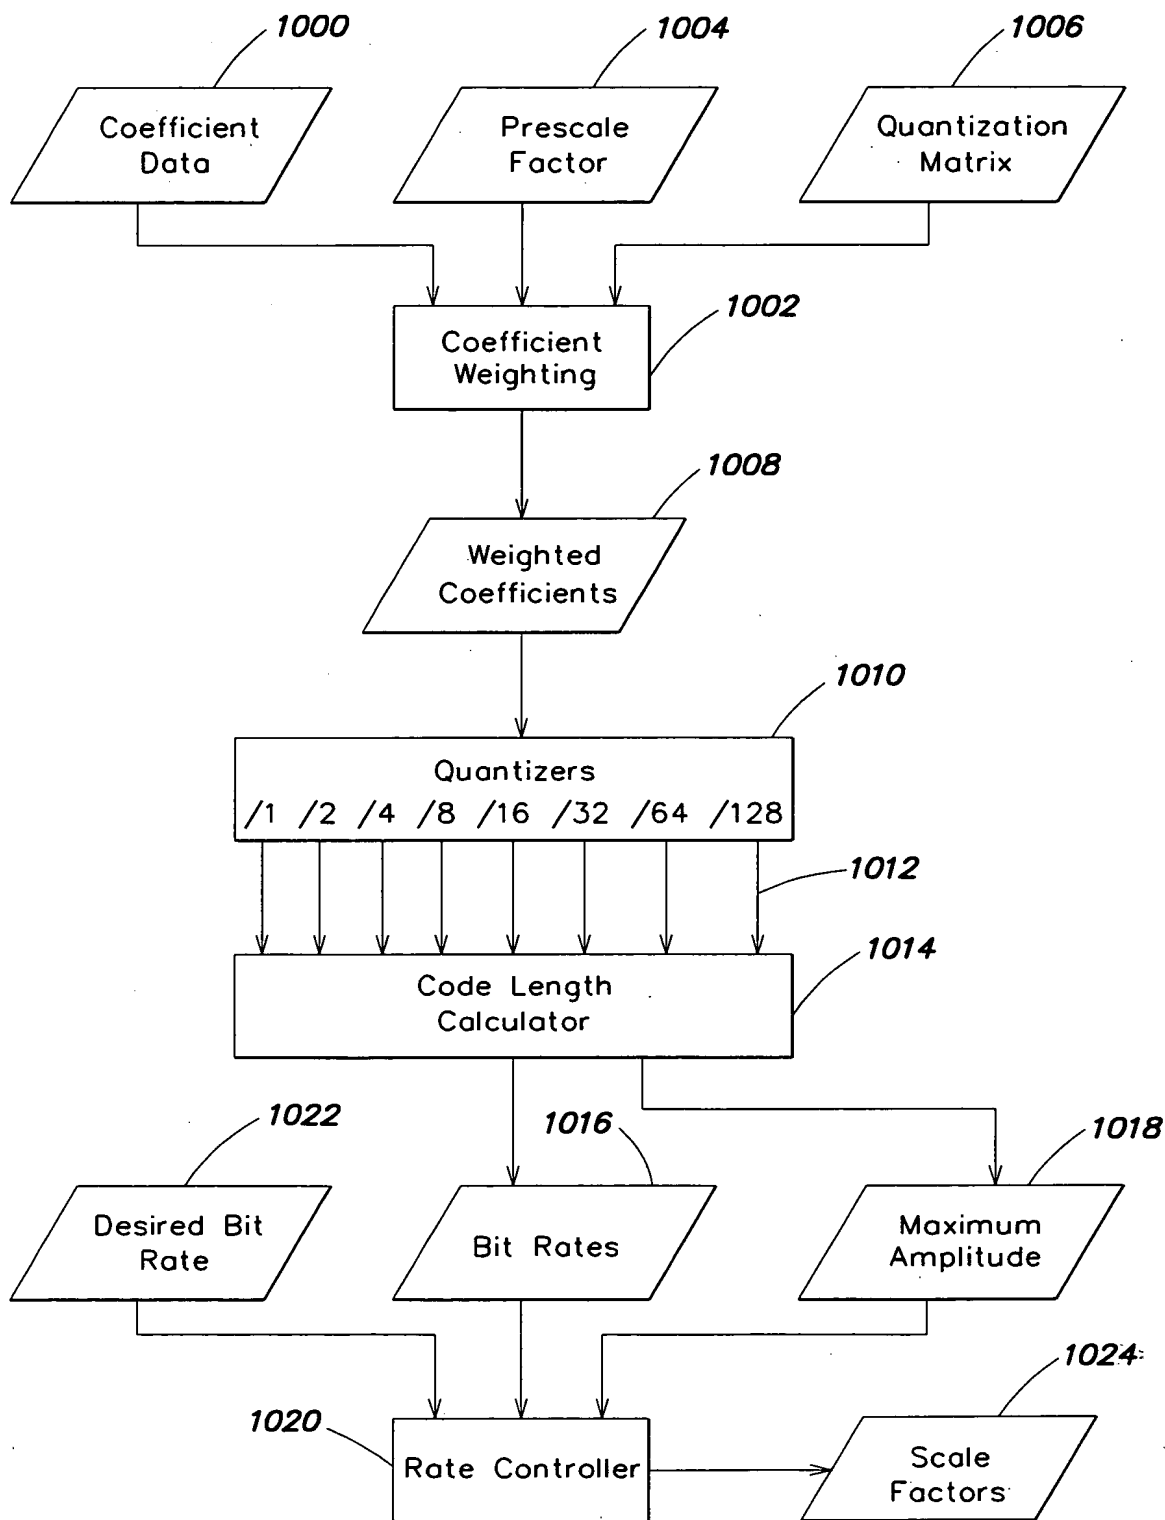 1000
1004
1006
Coefficient
Data
Prescale
Factor
Quantization
Matrix
1002
Coefficient
Weighting
1008
Weighted
Coefficients
1010
Quantizers
/1 /2 /4 /8 /16 /32 /64 /128
1012
1014
Code Length
Calculator
1022
1016
1018
Desired Bit
Rate
Bit Rates
Maximum
Amplitude
1024
1020
Rate Controller
Scale
Factors